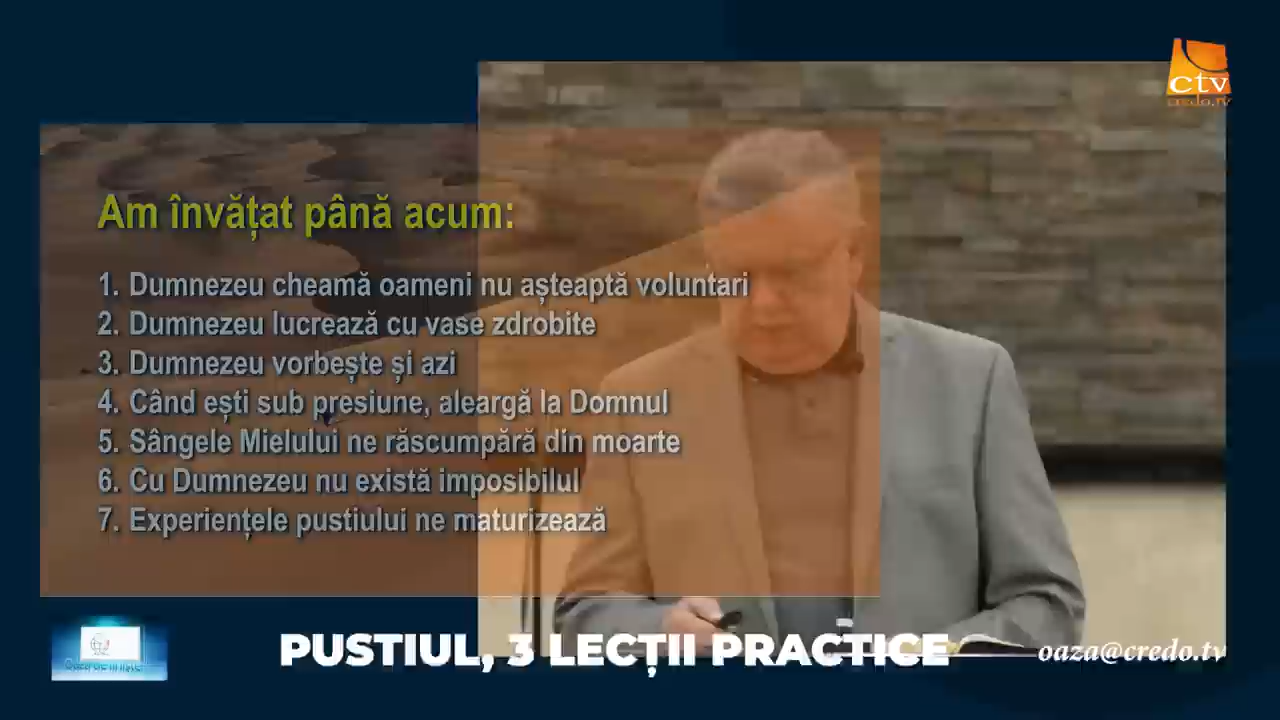 ctv
credo.tv
Am învățat până acum:
1. Dumnezeu cheamă oameni nu așteaptă voluntari
2. Dumnezeu lucrează cu vase zdrobite
3. Dumnezeu vorbește și azi
4. Când ești sub presiune, aleargă la Domnul
5. Sângele Mielului ne răscumpără din moarte
6. Cu Dumnezeu nu există imposibilul
7. Experiențele pustiului ne maturizează
PUSTIUL, 3 LECȚII PRACTICE
oaza@credo.tv